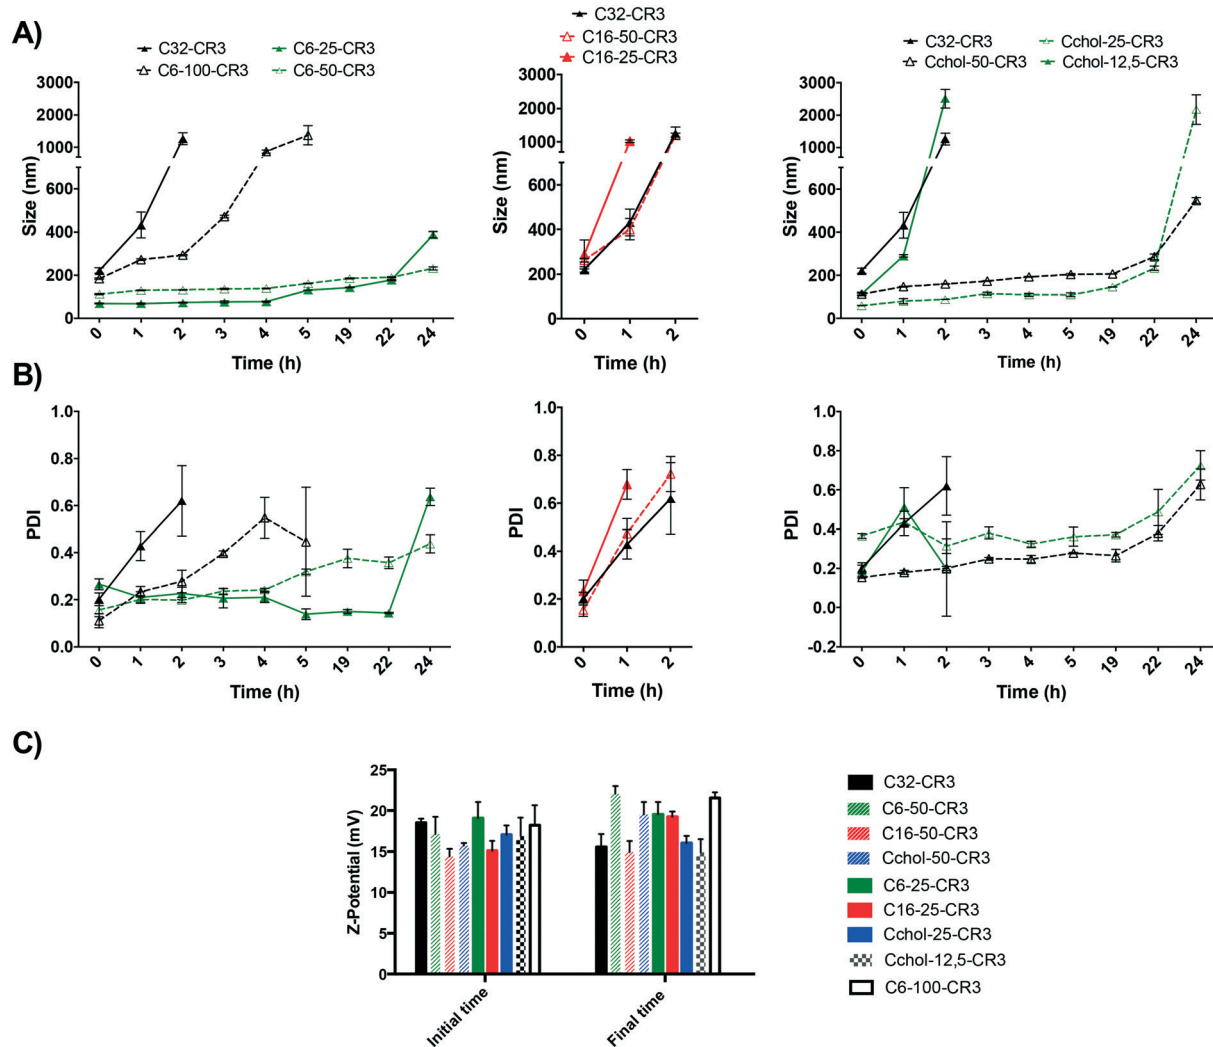 A)
C32-CR3 C6-25-CR3
C6-100-CR3 C6-50-CR3
Size (nm)
3000
2000
1000
600
400
200
0
0 1 2 3 4 5 19 22 24
Time (h)
C32-CR3
C16-50-CR3
C16-25-CR3
Size (nm)
3000
2000
1000
600
400
200
0
0 1 2
Time (h)
C32-CR3 Cchol-25-CR3
Cchol-50-CR3 Cchol-12,5-CR3
Size (nm)
3000
2000
1000
600
400
200
0
0 1 2 3 4 5 19 22 24
Time (h)
B)
PDI
1.0
0.8
0.6
0.4
0.2
0.0
0 1 2 3 4 5 19 22 24
Time (h)
PDI
1.0
0.8
0.6
0.4
0.2
0.0
0 1 2
Time (h)
PDI
1.0
0.8
0.6
0.4
0.2
0.0
-0.2
0 1 2 3 4 5 19 22 24
Time (h)
C)
Z-Potential (mV)
25
20
15
10
5
0
Initial time Final time
C32-CR3
C6-50-CR3
C16-50-CR3
Cchol-50-CR3
C6-25-CR3
C16-25-CR3
Cchol-25-CR3
Cchol-12,5-CR3
C6-100-CR3